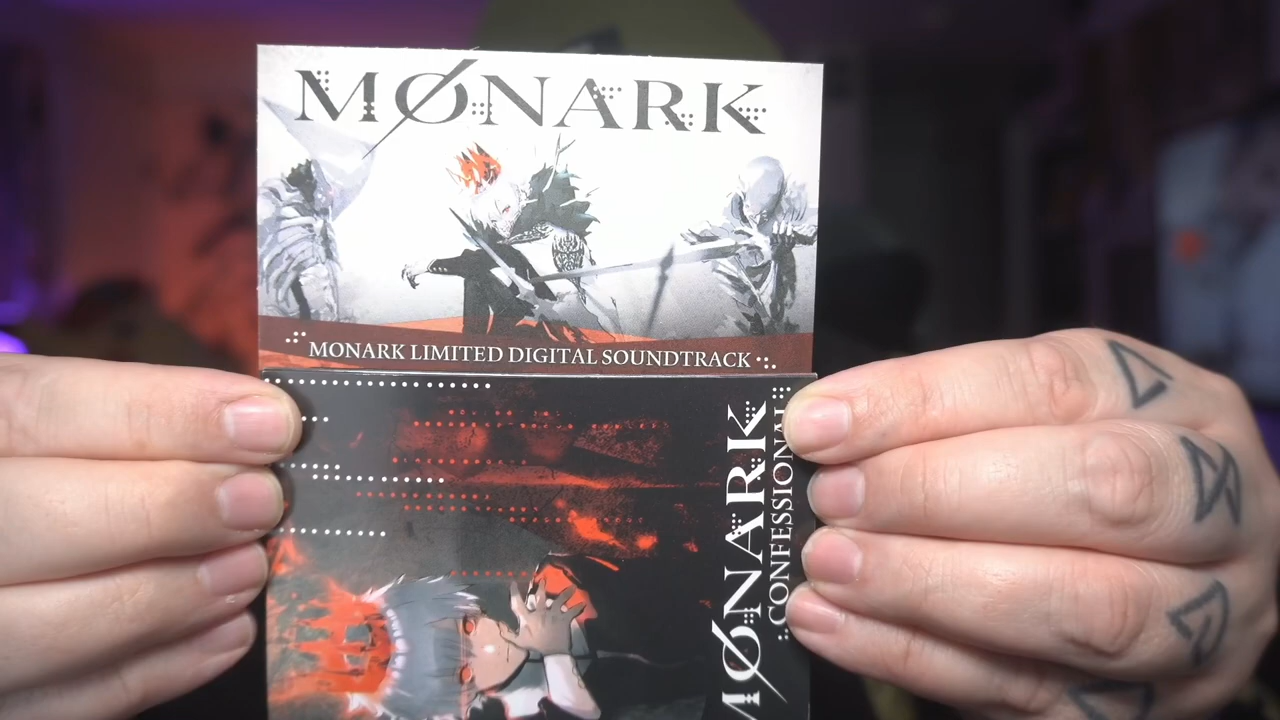 MØNARK
MONARK LIMITED DIGITAL SOUNDTRACK
MØNARK
CONFESSIONAL